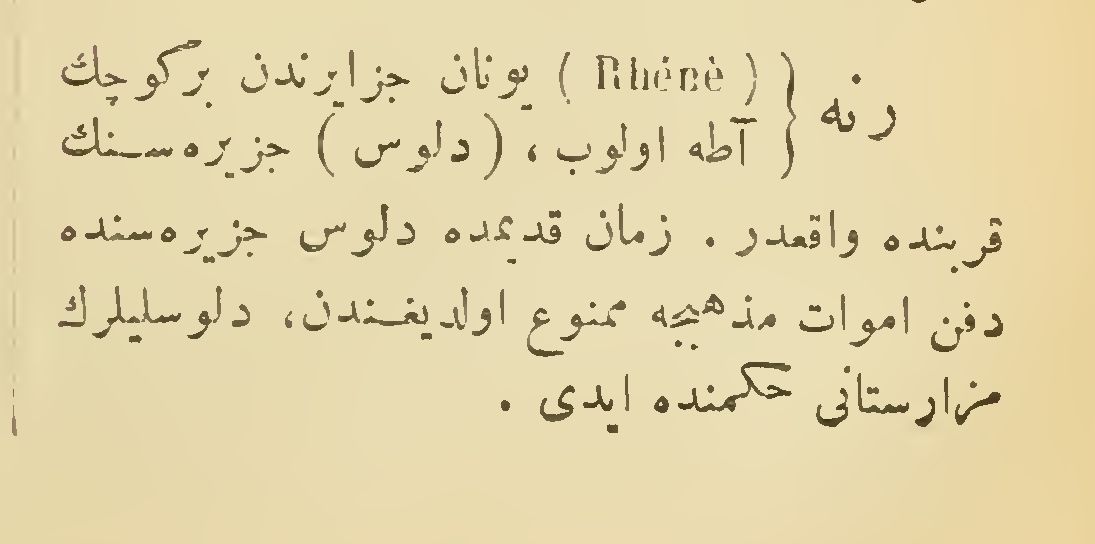 رنه { ( Rhénè ) یونان جزایرندن برکوچك
آطه اولوب ، ( دلوس ) جزیره‌سنك
قربنده واقعدر . زمان قدیمده دلوس جزیره‌سنده
دفن اموات مذهبجه ممنوع اولدیغندن، دلوسلیلرك
مزارستانی حکمنده ایدی .